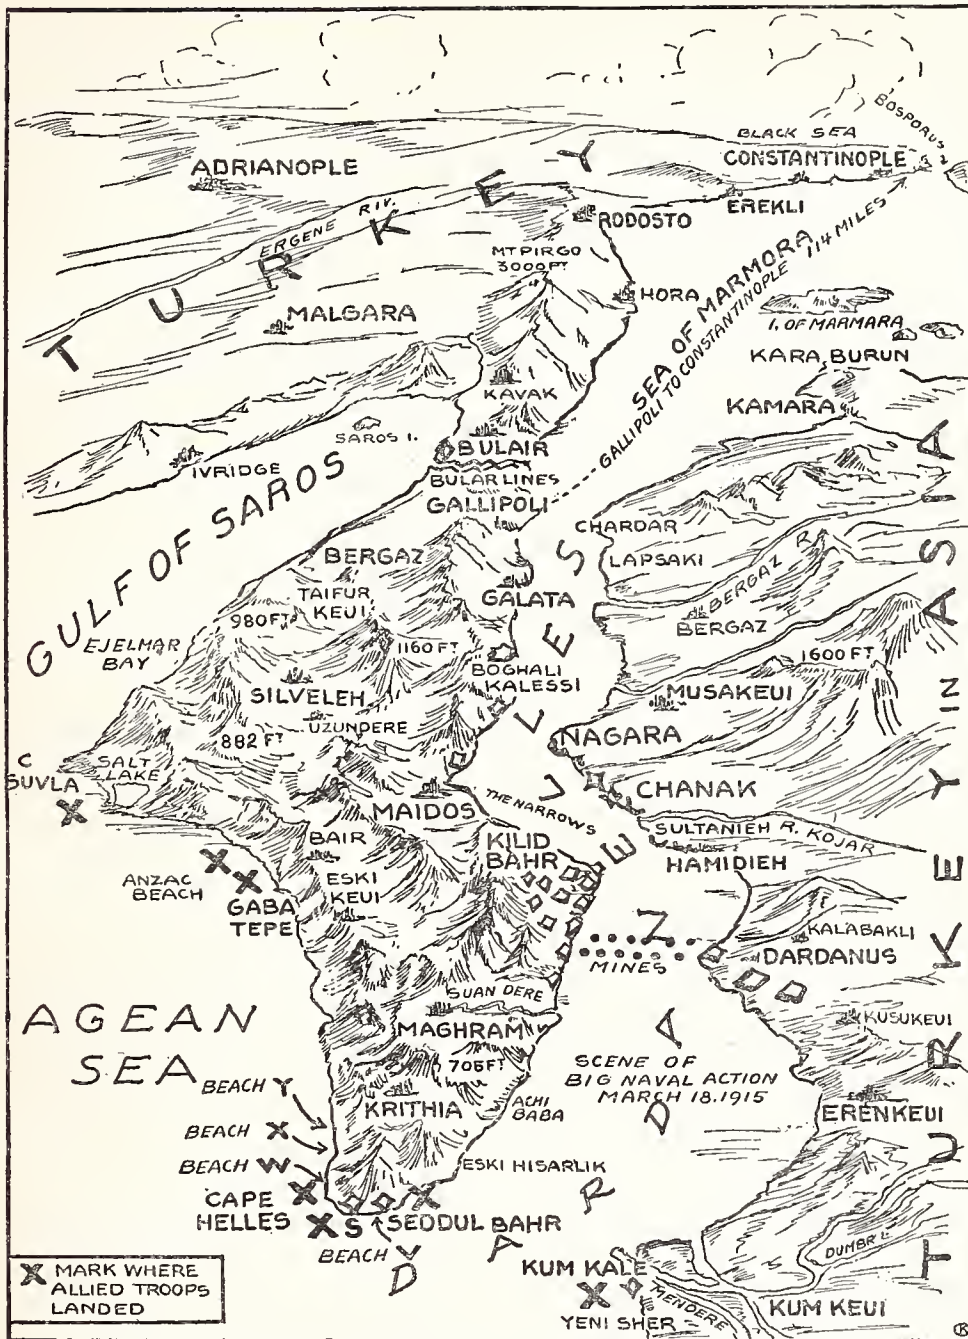 BOSPORUS
BLACK SEA
CONSTANTINOPLE
ADRIANOPLE
TURKEY
ERGENE RIV.
RODOSTO
EREKLI
MT PIRGO
3000 FT
HORA
SEA OF MARMORA
GALLIPOLI TO CONSTANTINOPLE 114 MILES
I. OF MARMARA
MALGARA
KARA BURUN
KAVAK
KAMARA
SAROS I.
IVRIDGE
BULAIR
BULAR LINES
GALLIPOLI
GULF OF SAROS
CHARDAR
LAPSAKI
BERGAZ
BERGAZ R.
TAIFUR
KEUI
GALATA
BERGAZ
980 FT
EJELMAR
BAY
1160 FT
BOGHALI
KALESSI
1600 FT
SILVELEH
MUSAKEUI
UZUNDERE
882 FT
NAGARA
C
SUVLA
SALT
LAKE
CHANAK
MAIDOS
THE NARROWS
SULTANIEH R. KOJAR
BAIR
KILID
BAHR
HAMIDIEH
ANZAC
BEACH
ESKI
KEUI
GABA
TEPE
KALABAKLI
DARDANUS
MINES
SUAN DERE
AGEAN
SEA
MAGHRAM
KUSUKEUI
705 FT
SCENE OF
BIG NAVAL ACTION
MARCH 18. 1915
BEACH Y
KRITHIA
ACHI
BABA
ERENKEUI
BEACH X
BEACH W
ESKI HISARLIK
CAPE
HELLES
S
SEDDUL BAHR
BEACH V
DARDANELLES
TURKEY IN ASIA
KUM KALE
MENDERE
KUM KEUI
YENI SHER
X MARK WHERE
ALLIED TROOPS
LANDED